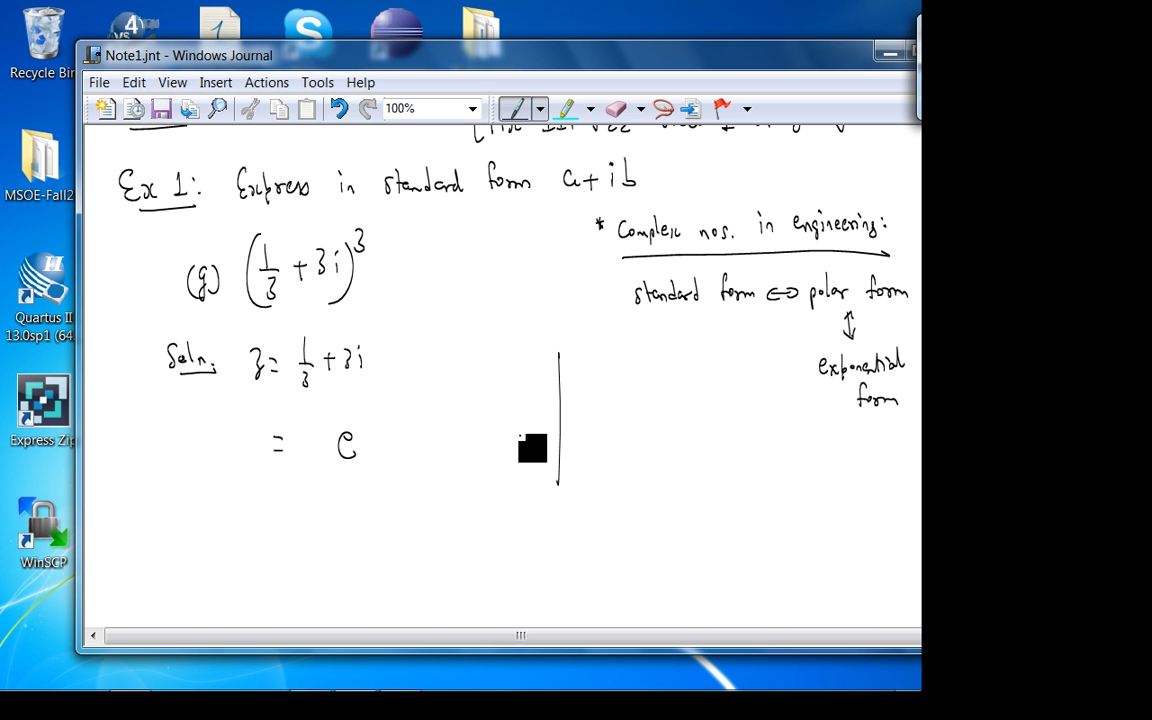 4
1
Recycle Bin
Note1.jnt - Windows Journal
File Edit View Insert Actions Tools Help
100%
MSOE-Fall2
Ex 1: Express in standard form a+ib
* Complex nos. in engineering:
(g) (1/3 + 3i)^3
standard form ⇔ polar form
↕
exponential
form
Quartus II
13.0sp1 (64
Soln. z = 1/3 + 3i
= e
Express Zip
WinSCP